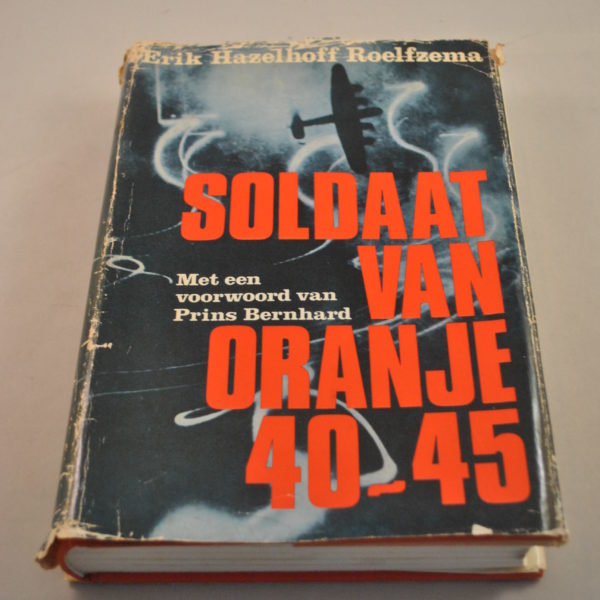 Erik Hazelhoff Roelfzema
SOLDAAT
VAN
Met een
voorwoord van
Prins Bernhard
ORANJE
40-45